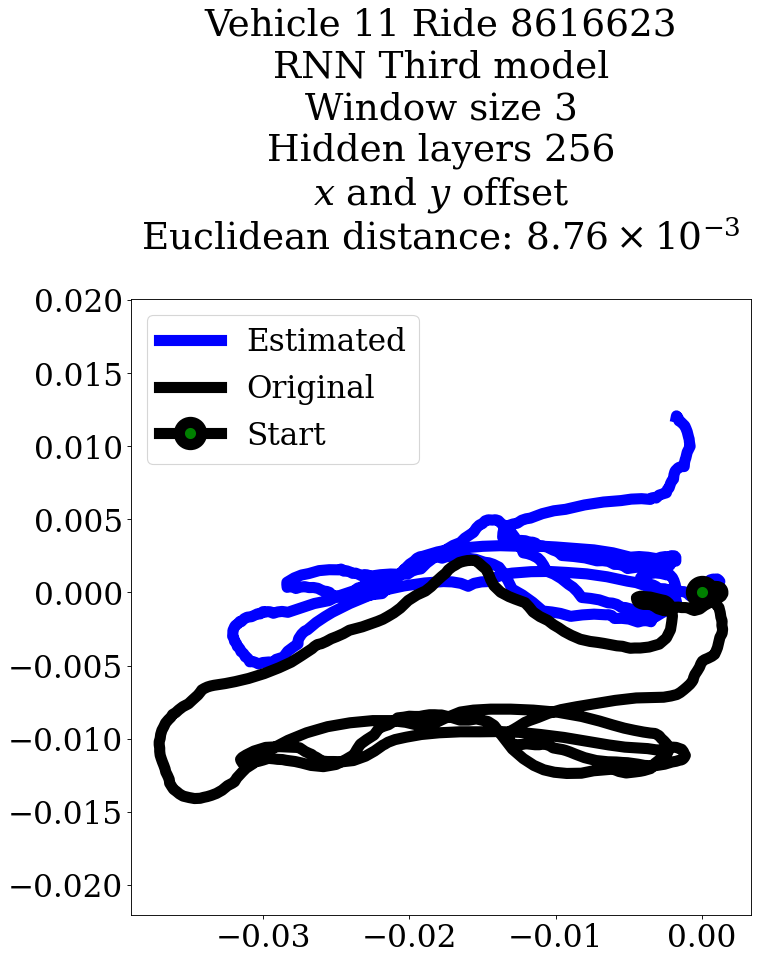 Vehicle 11 Ride 8616623
RNN Third model
Window size 3
Hidden layers 256
x and y offset
Euclidean distance: 8.76 × 10⁻³
0.020
0.015
0.010
0.005
0.000
−0.005
−0.010
−0.015
−0.020
Estimated
Original
Start
−0.03
−0.02
−0.01
0.00